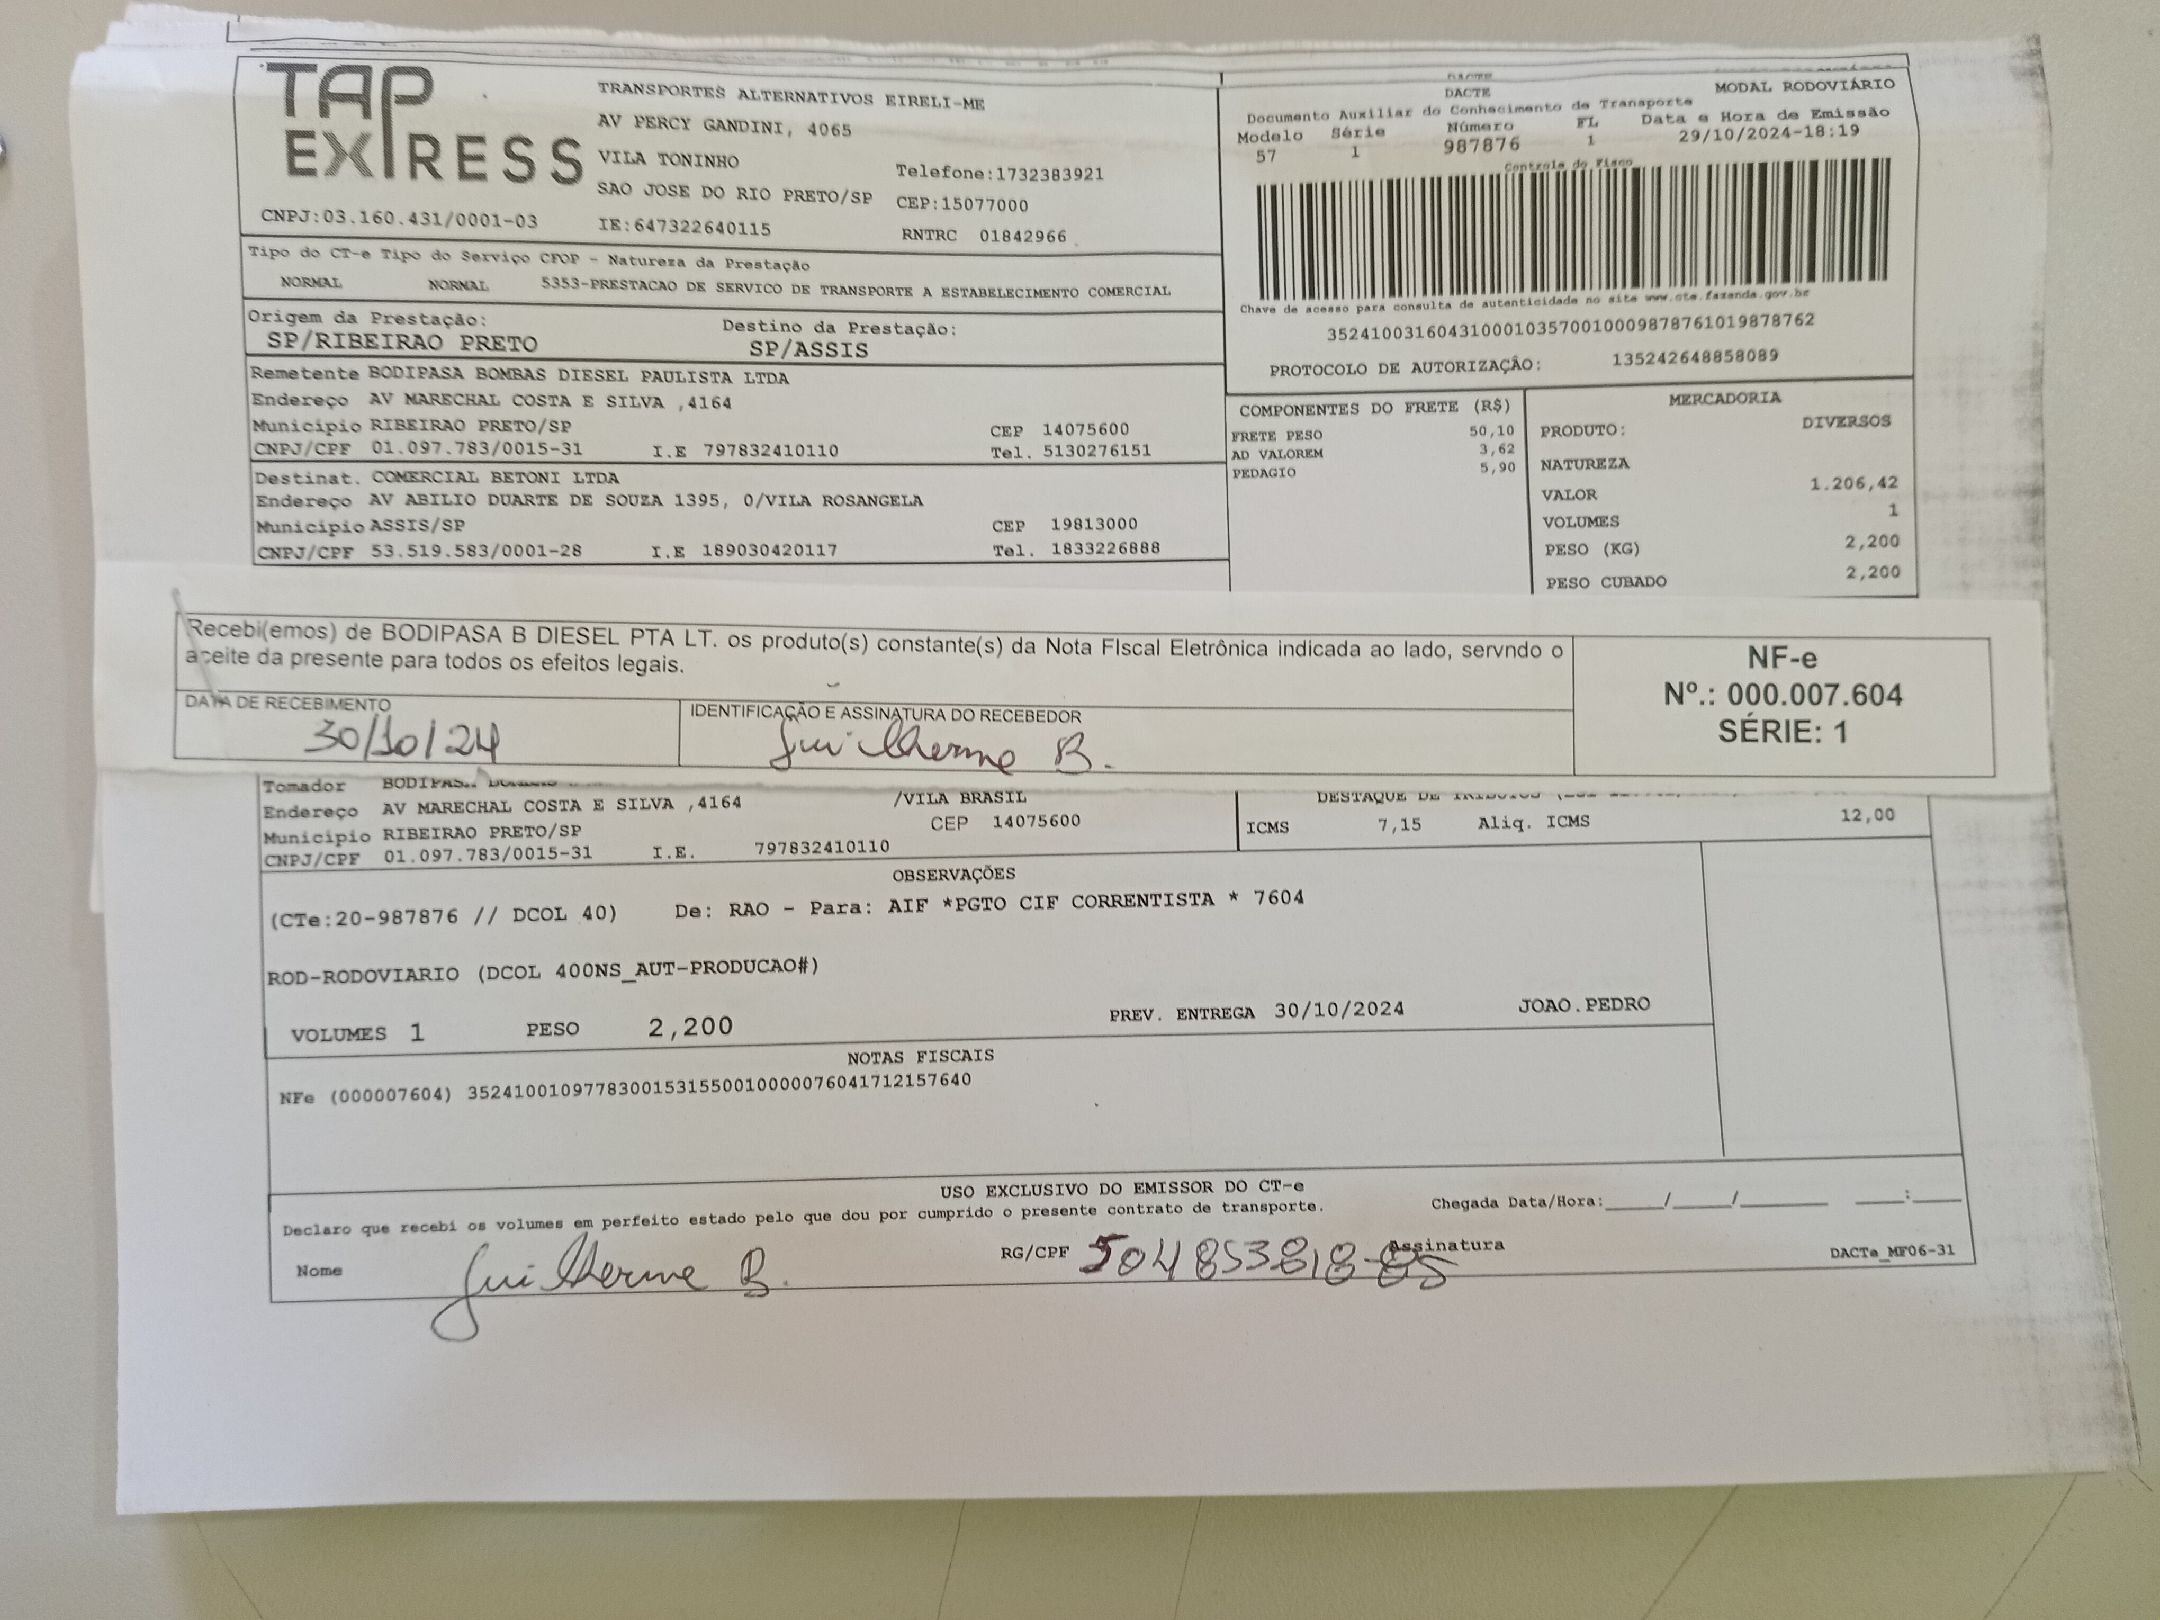 TAP
EXPRESS
TRANSPORTES ALTERNATIVOS EIRELI-ME
AV PERCY GANDINI, 4065
VILA TONINHO
Telefone:1732383921
SAO JOSE DO RIO PRETO/SP CEP:15077000
CNPJ:03.160.431/0001-03 IE:647322640115 RNTRC 01842966
DACTE
MODAL RODOVIÁRIO
Documento Auxiliar do Conhecimento de Transporte
Modelo Série Número FL Data e Hora de Emissão
57 1 987876 1 29/10/2024-18:19
Controle do Fisco
Chave de acesso para consulta de autenticidade no site www.cte.fazenda.gov.br
35241003160431000103570010009878761019878762
PROTOCOLO DE AUTORIZAÇÃO: 135242648858089
Tipo do CT-e Tipo do Serviço CFOP - Natureza da Prestação
NORMAL NORMAL 5353-PRESTACAO DE SERVICO DE TRANSPORTE A ESTABELECIMENTO COMERCIAL
Origem da Prestação: Destino da Prestação:
SP/RIBEIRAO PRETO SP/ASSIS
Remetente BODIPASA BOMBAS DIESEL PAULISTA LTDA
Endereço AV MARECHAL COSTA E SILVA ,4164
Município RIBEIRAO PRETO/SP CEP 14075600
CNPJ/CPF 01.097.783/0015-31 I.E 797832410110 Tel. 5130276151
Destinat. COMERCIAL BETONI LTDA
Endereço AV ABILIO DUARTE DE SOUZA 1395, 0/VILA ROSANGELA
Município ASSIS/SP CEP 19813000
CNPJ/CPF 53.519.583/0001-28 I.E 189030420117 Tel. 1833226888
COMPONENTES DO FRETE (R$)
FRETE PESO 50,10
AD VALOREM 3,62
PEDAGIO 5,90
MERCADORIA
PRODUTO: DIVERSOS
NATUREZA
VALOR 1.206,42
VOLUMES 1
PESO (KG) 2,200
PESO CUBADO 2,200
Recebi(emos) de BODIPASA B DIESEL PTA LT. os produto(s) constante(s) da Nota FIscal Eletrônica indicada ao lado, servndo o
aceite da presente para todos os efeitos legais.
DATA DE RECEBIMENTO
30/10/24
IDENTIFICAÇÃO E ASSINATURA DO RECEBEDOR
Guilherme B.
NF-e
Nº.: 000.007.604
SÉRIE: 1
Tomador BODIPASA
Endereço AV MARECHAL COSTA E SILVA ,4164 /VILA BRASIL
Município RIBEIRAO PRETO/SP CEP 14075600
CNPJ/CPF 01.097.783/0015-31 I.E. 797832410110
DESTAQUE DE TRIBUTOS
ICMS 7,15 Aliq. ICMS 12,00
OBSERVAÇÕES
(CTe:20-987876 // DCOL 40) De: RAO - Para: AIF *PGTO CIF CORRENTISTA * 7604
ROD-RODOVIARIO (DCOL 400NS_AUT-PRODUCAO#)
VOLUMES 1 PESO 2,200 PREV. ENTREGA 30/10/2024 JOAO.PEDRO
NOTAS FISCAIS
NFe (000007604) 35241001097783001531550010000076041712157640
USO EXCLUSIVO DO EMISSOR DO CT-e
Declaro que recebi os volumes em perfeito estado pelo que dou por cumprido o presente contrato de transporte. Chegada Data/Hora:_____/_____/_______ ____:____
Nome Guilherme B. RG/CPF 504853818-85 Assinatura DACTe_MF06-31